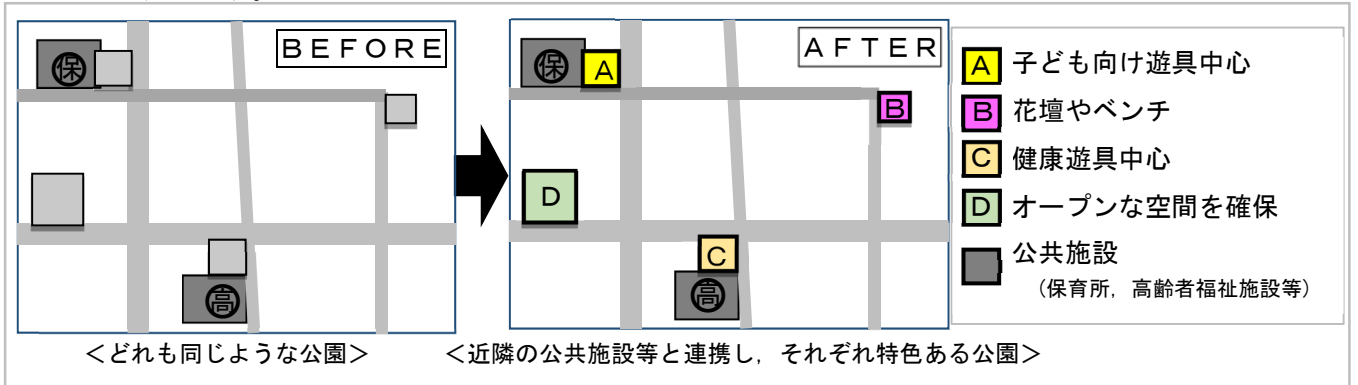 BEFORE
保
高
<どれも同じような公園>
AFTER
保
A
B
D
C
高
<近隣の公共施設等と連携し，それぞれ特色ある公園>
A 子ども向け遊具中心
B 花壇やベンチ
C 健康遊具中心
D オープンな空間を確保
公共施設
（保育所，高齢者福祉施設等）